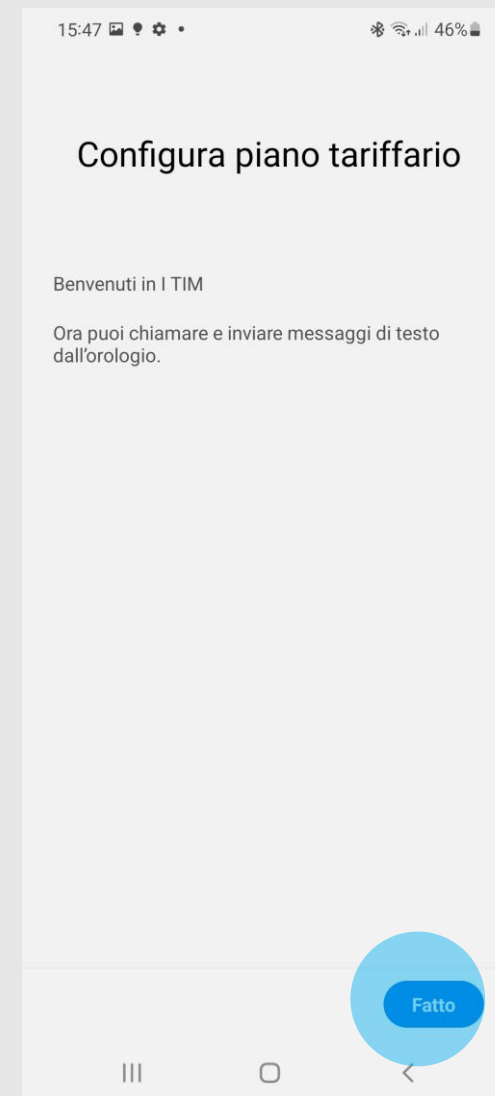 15:47 46%
Configura piano tariffario
Benvenuti in I TIM
Ora puoi chiamare e inviare messaggi di testo
dall'orologio.
Fatto